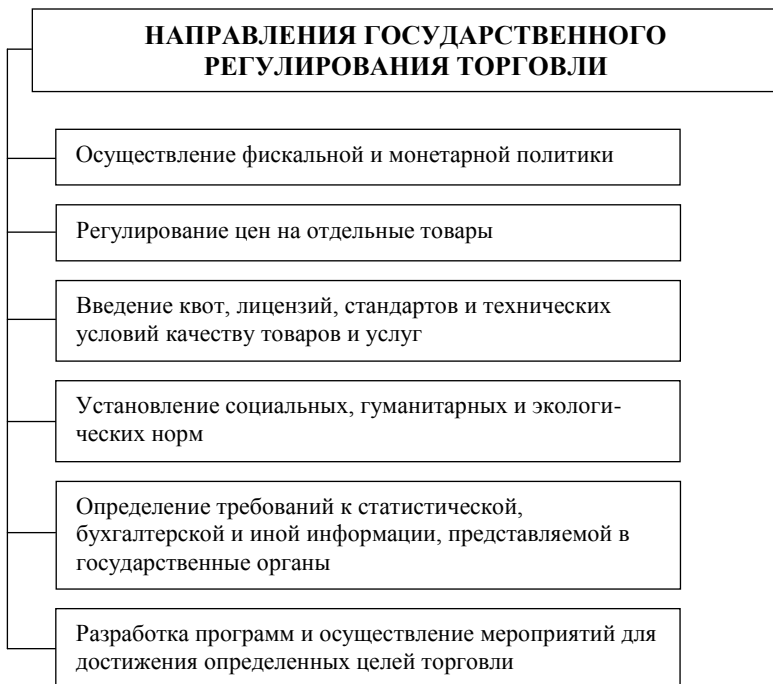 НАПРАВЛЕНИЯ ГОСУДАРСТВЕННОГО
РЕГУЛИРОВАНИЯ ТОРГОВЛИ
Осуществление фискальной и монетарной политики
Регулирование цен на отдельные товары
Введение квот, лицензий, стандартов и технических
условий качеству товаров и услуг
Установление социальных, гуманитарных и экологи-
ческих норм
Определение требований к статистической,
бухгалтерской и иной информации, представляемой в
государственные органы
Разработка программ и осуществление мероприятий для
достижения определенных целей торговли